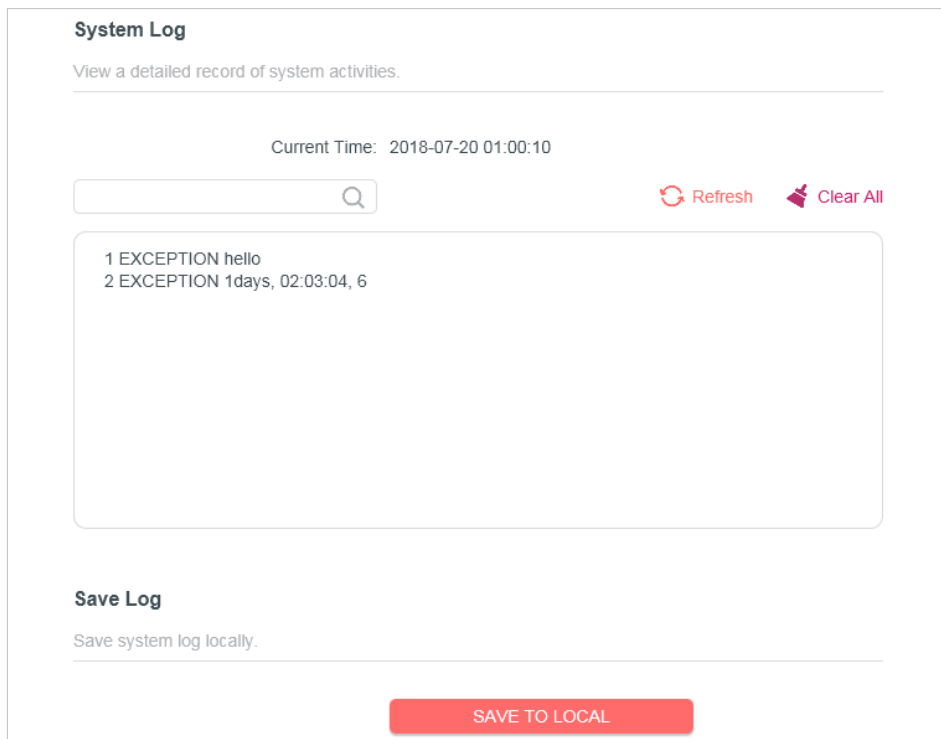 System Log
View a detailed record of system activities.
Current Time: 2018-07-20 01:00:10
Refresh Clear All
1 EXCEPTION hello
2 EXCEPTION 1days, 02:03:04, 6
Save Log
Save system log locally.
SAVE TO LOCAL